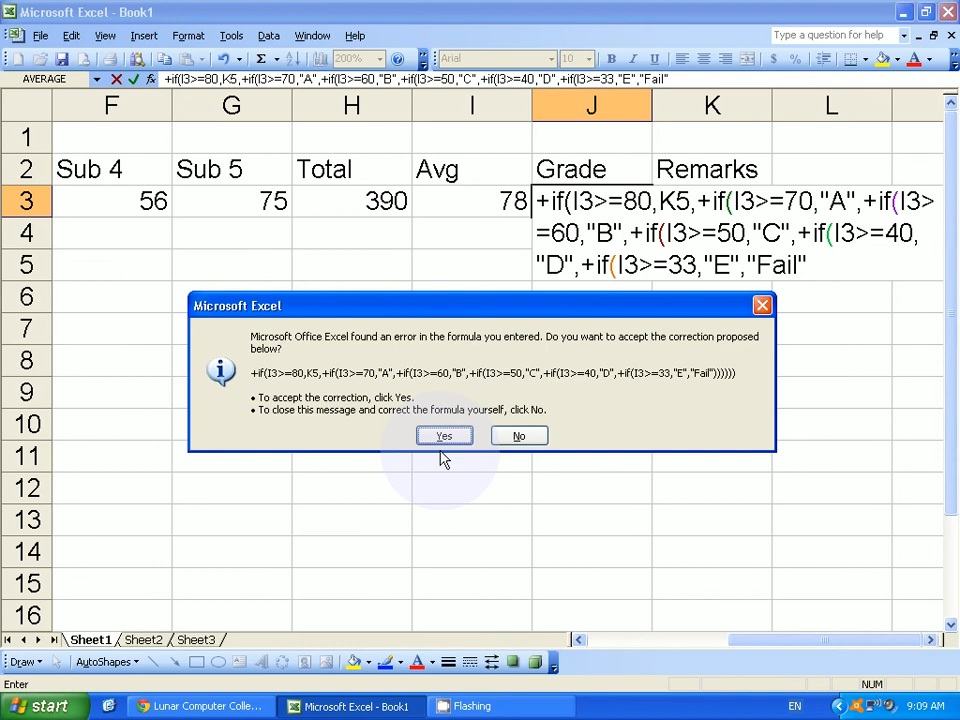 Microsoft Excel - Book1
File Edit View Insert Format Tools Data Window Help
Type a question for help
200% Arial 10 B I U $ %
AVERAGE fx +if(I3>=80,K5,+if(I3>=70,"A",+if(I3>=60,"B",+if(I3>=50,"C",+if(I3>=40,"D",+if(I3>=33,"E","Fail"
F G H I J K L
1
2 Sub 4 Sub 5 Total Avg Grade Remarks
3 56 75 390 78 +if(I3>=80,K5,+if(I3>=70,"A",+if(I3>
4 =60,"B",+if(I3>=50,"C",+if(I3>=40,
5 "D",+if(I3>=33,"E","Fail"
6
Microsoft Excel
7
Microsoft Office Excel found an error in the formula you entered. Do you want to accept the correction proposed
below?
8
+if(I3>=80,K5,+if(I3>=70,"A",+if(I3>=60,"B",+if(I3>=50,"C",+if(I3>=40,"D",+if(I3>=33,"E","Fail"))))))
9
• To accept the correction, click Yes.
• To close this message and correct the formula yourself, click No.
10
Yes No
11
12
13
14
15
16
Sheet1 Sheet2 Sheet3
Draw AutoShapes
Enter NUM
start Lunar Computer Colle... Microsoft Excel - Book1 Flashing EN 9:09 AM